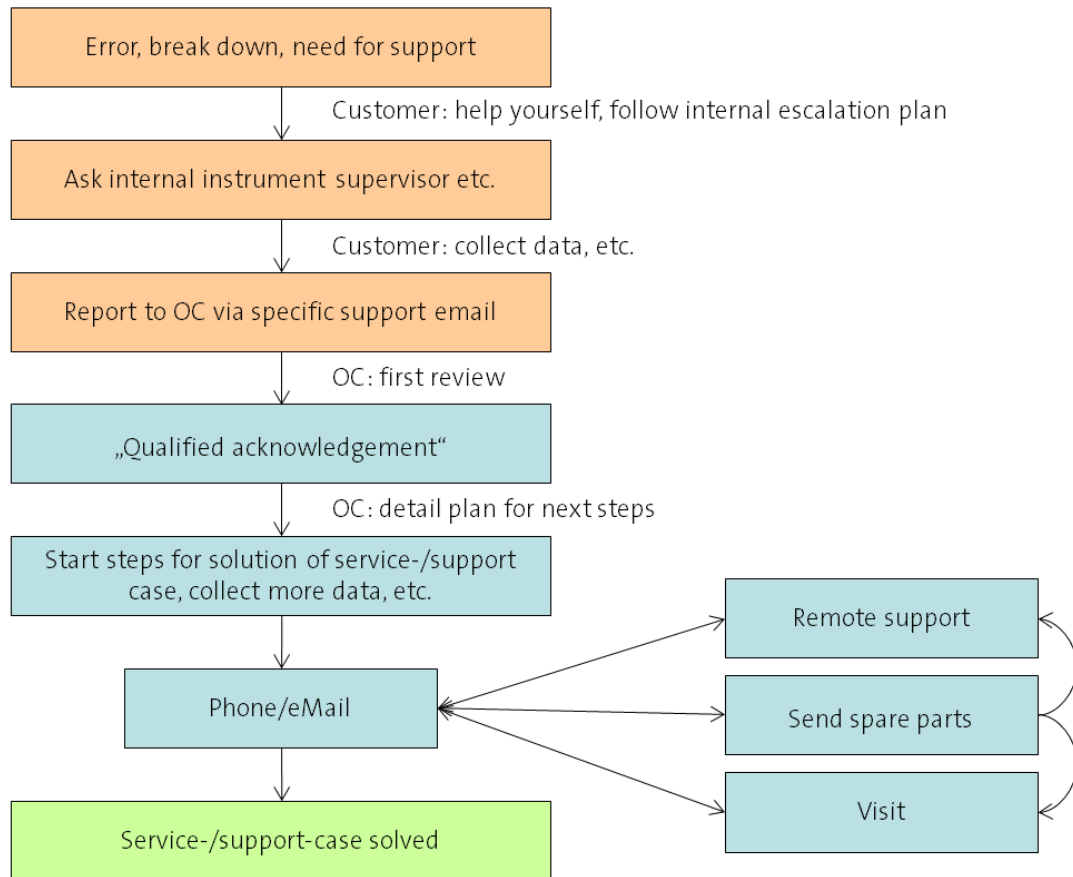 Error, break down, need for support
Customer: help yourself, follow internal escalation plan
Ask internal instrument supervisor etc.
Customer: collect data, etc.
Report to OC via specific support email
OC: first review
„Qualified acknowledgement“
OC: detail plan for next steps
Start steps for solution of service-/support
case, collect more data, etc.
Remote support
Phone/eMail
Send spare parts
Visit
Service-/support-case solved